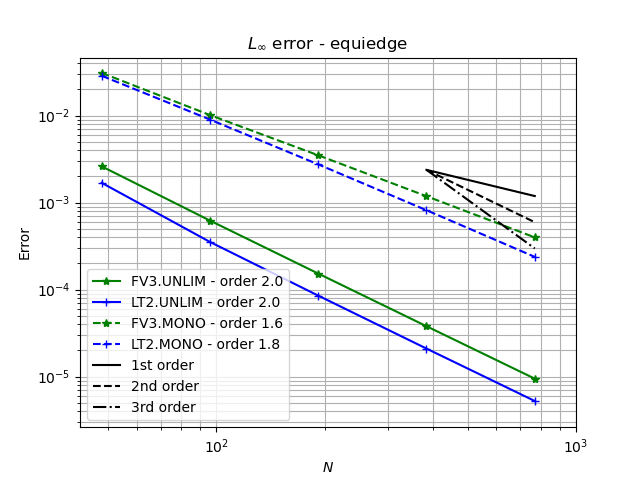 L∞ error - equiedge
10⁻²
10⁻³
10⁻⁴
10⁻⁵
Error
FV3.UNLIM - order 2.0
LT2.UNLIM - order 2.0
FV3.MONO - order 1.6
LT2.MONO - order 1.8
1st order
2nd order
3rd order
10² 10³
N